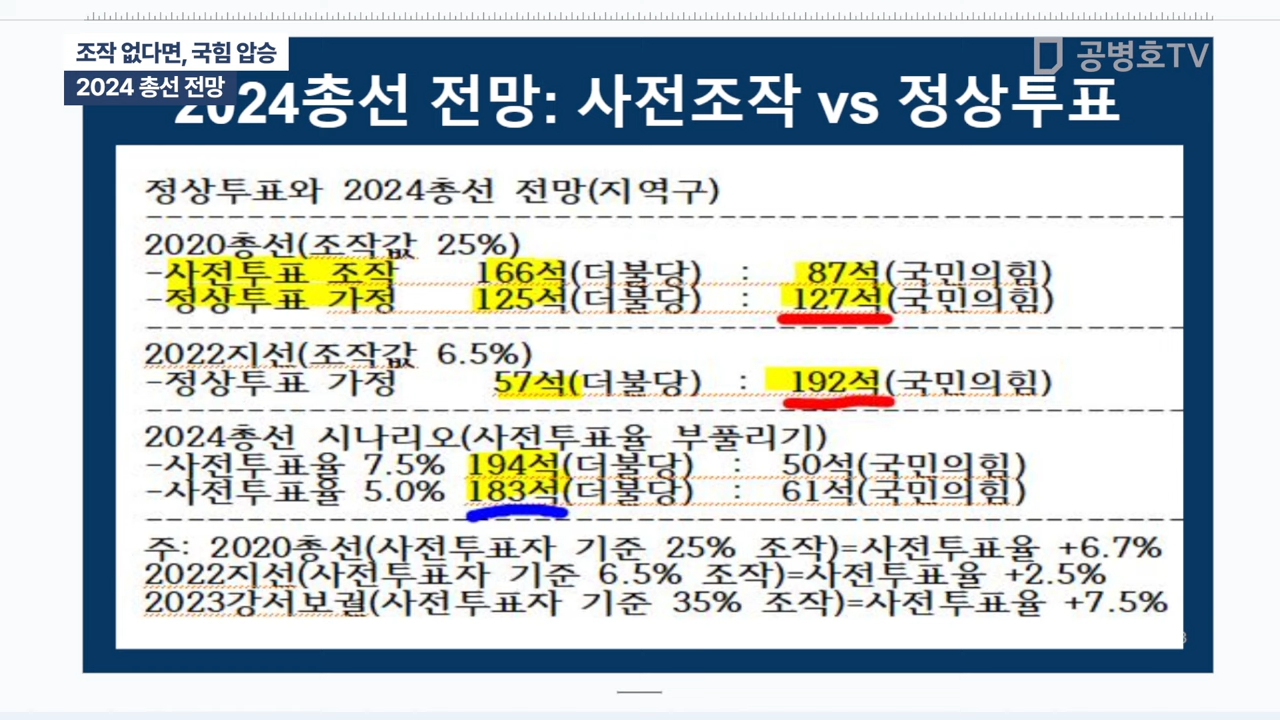 조작 없다면, 국힘 압승
2024 총선 전망
공병호TV
2024총선 전망: 사전조작 vs 정상투표
정상투표와 2024총선 전망(지역구)
2020총선(조작값 25%)
-사전투표 조작 166석(더불당) : 87석(국민의힘)
-정상투표 가정 125석(더불당) : 127석(국민의힘)
2022지선(조작값 6.5%)
-정상투표 가정 57석(더불당) : 192석(국민의힘)
2024총선 시나리오(사전투표율 부풀리기)
-사전투표율 7.5% 194석(더불당) : 50석(국민의힘)
-사전투표율 5.0% 183석(더불당) : 61석(국민의힘)
주: 2020총선(사전투표자 기준 25% 조작)=사전투표율 +6.7%
2022지선(사전투표자 기준 6.5% 조작)=사전투표율 +2.5%
2023강서보궐(사전투표자 기준 35% 조작)=사전투표율 +7.5%